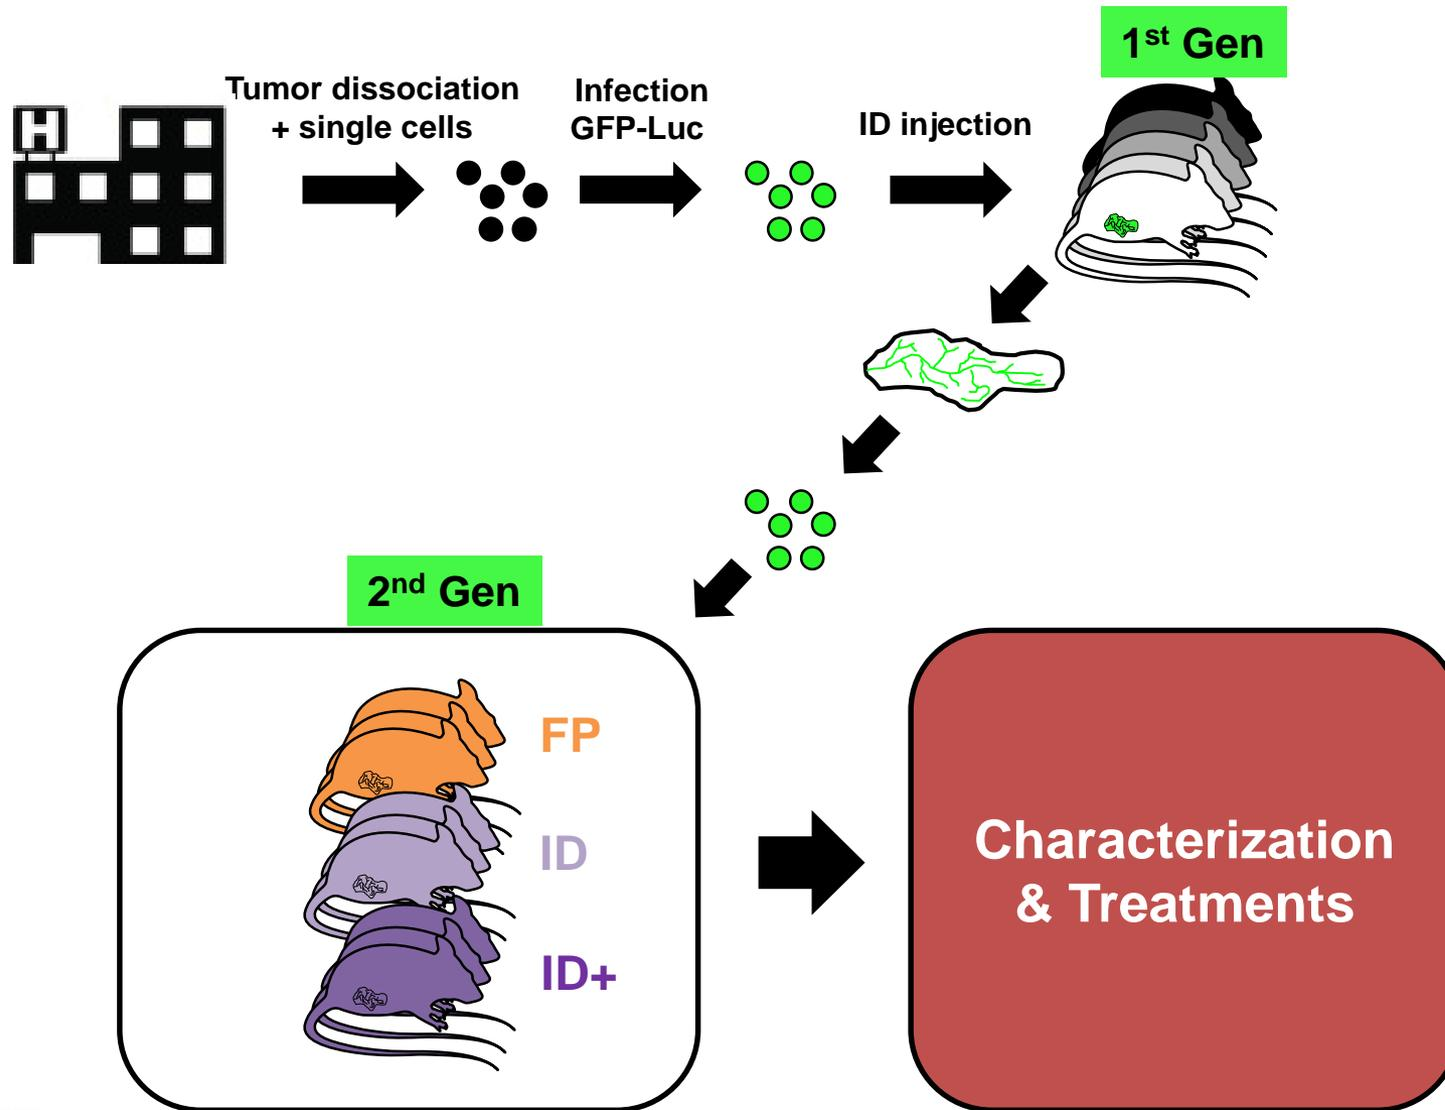 1st Gen
Tumor dissociation
+ single cells
Infection
GFP-Luc
ID injection
H
2nd Gen
FP
ID
ID+
Characterization
& Treatments